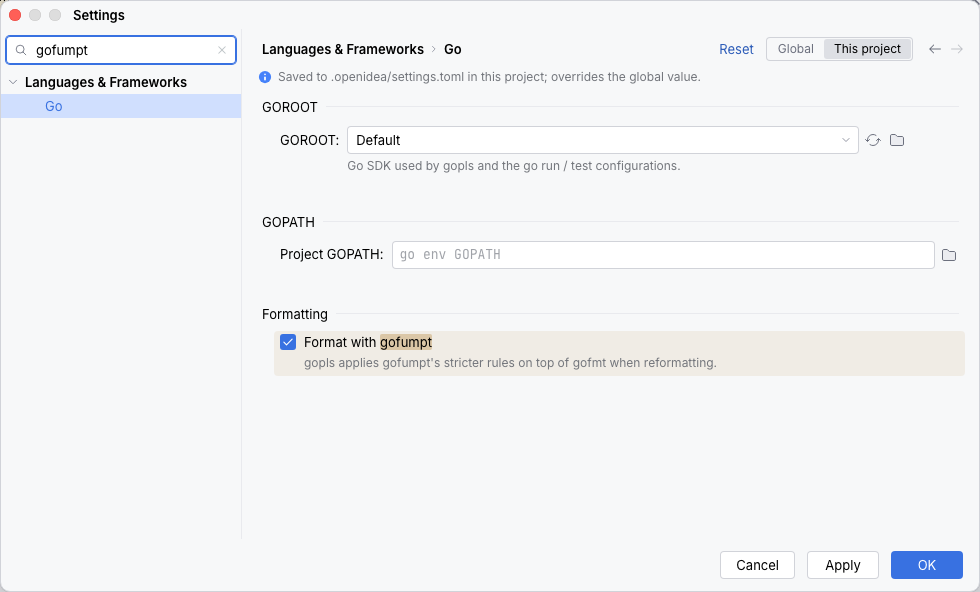 Settings
gofumpt
Languages & Frameworks
Go
Languages & Frameworks › Go
Reset
Global
This project
Saved to .openidea/settings.toml in this project; overrides the global value.
GOROOT
GOROOT: Default
Go SDK used by gopls and the go run / test configurations.
GOPATH
Project GOPATH: go env GOPATH
Formatting
Format with gofumpt
gopls applies gofumpt's stricter rules on top of gofmt when reformatting.
Cancel
Apply
OK